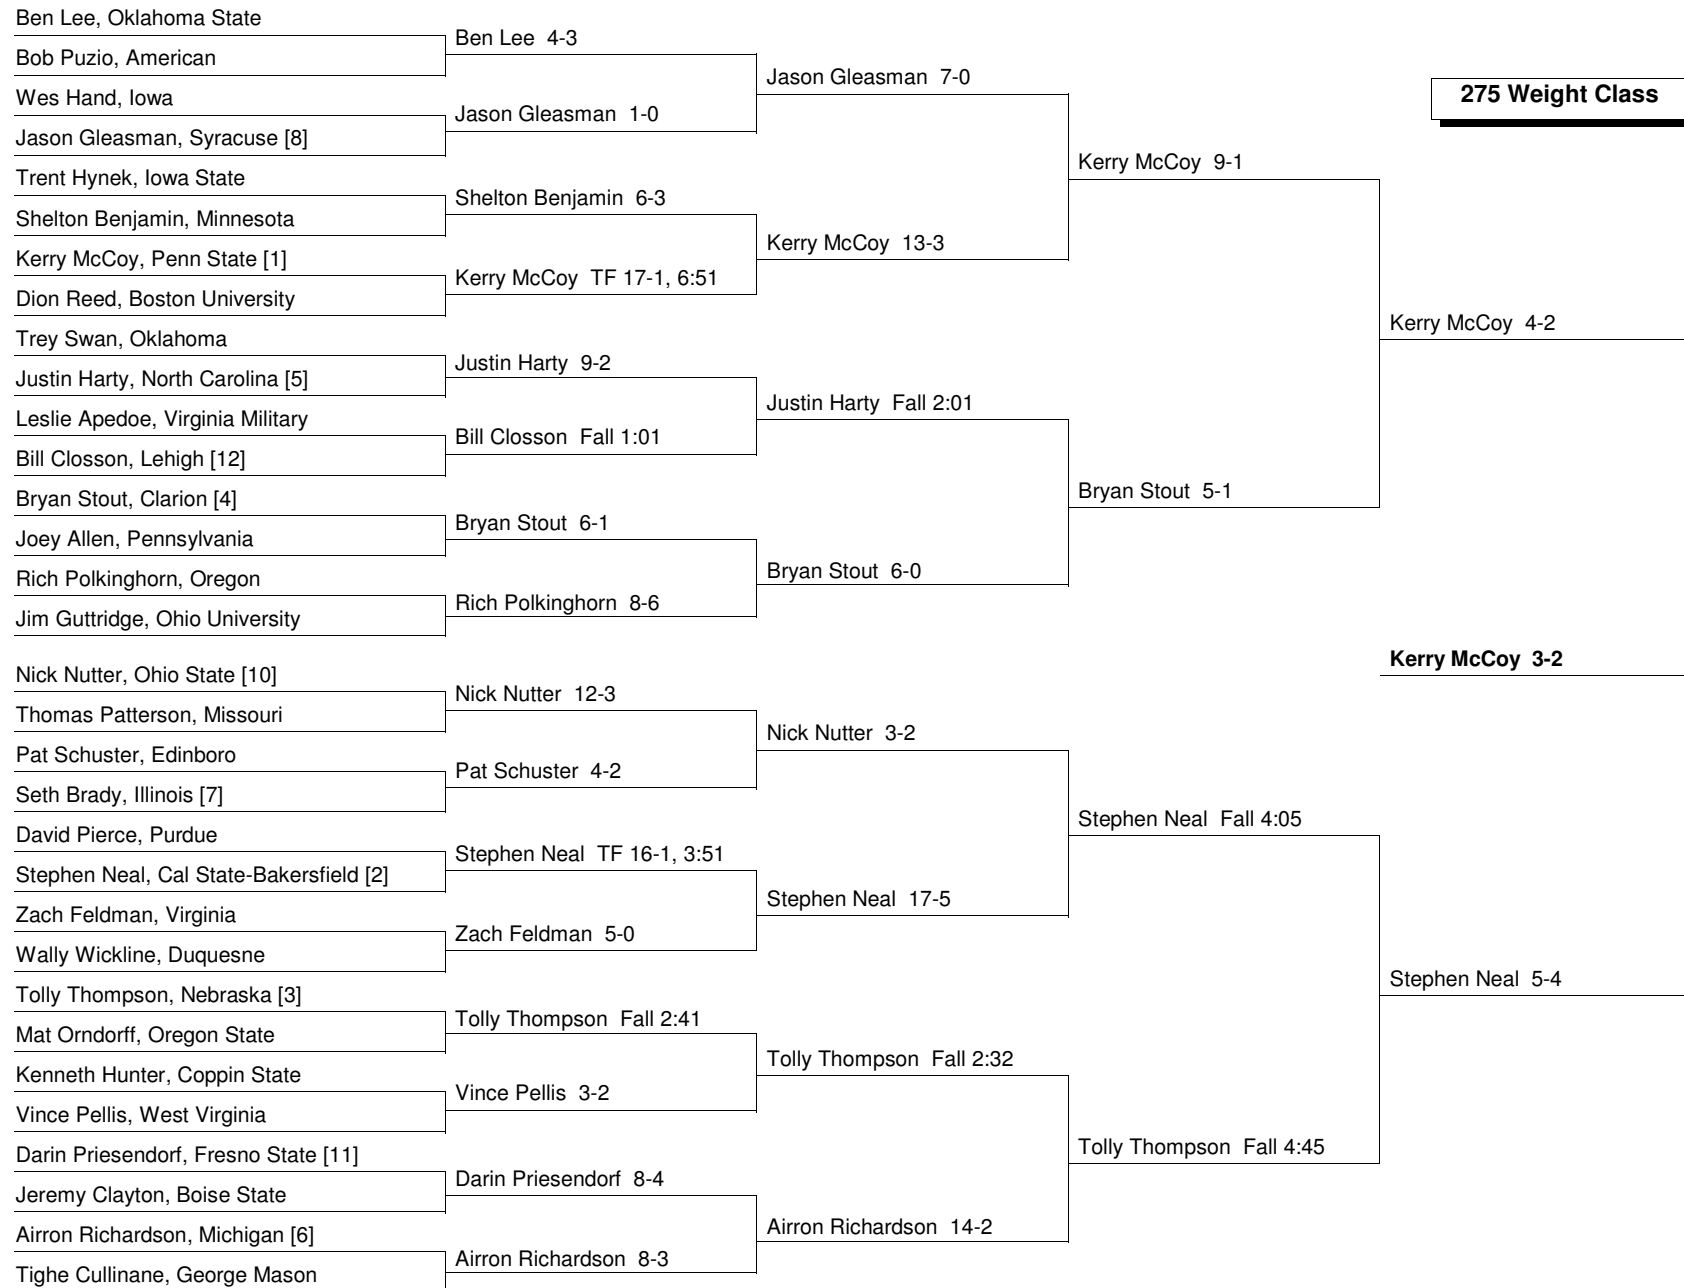 Ben Lee, Oklahoma State
Bob Puzio, American
Wes Hand, Iowa
Jason Gleasman, Syracuse [8]
Trent Hynek, Iowa State
Shelton Benjamin, Minnesota
Kerry McCoy, Penn State [1]
Dion Reed, Boston University
Trey Swan, Oklahoma
Justin Harty, North Carolina [5]
Leslie Apedoe, Virginia Military
Bill Closson, Lehigh [12]
Bryan Stout, Clarion [4]
Joey Allen, Pennsylvania
Rich Polkinghorn, Oregon
Jim Guttridge, Ohio University
Nick Nutter, Ohio State [10]
Thomas Patterson, Missouri
Pat Schuster, Edinboro
Seth Brady, Illinois [7]
David Pierce, Purdue
Stephen Neal, Cal State-Bakersfield [2]
Zach Feldman, Virginia
Wally Wickline, Duquesne
Tolly Thompson, Nebraska [3]
Mat Orndorff, Oregon State
Kenneth Hunter, Coppin State
Vince Pellis, West Virginia
Darin Priesendorf, Fresno State [11]
Jeremy Clayton, Boise State
Airron Richardson, Michigan [6]
Tighe Cullinane, George Mason
Ben Lee 4-3
Jason Gleasman 1-0
Shelton Benjamin 6-3
Kerry McCoy TF 17-1, 6:51
Justin Harty 9-2
Bill Closson Fall 1:01
Bryan Stout 6-1
Rich Polkinghorn 8-6
Nick Nutter 12-3
Pat Schuster 4-2
Stephen Neal TF 16-1, 3:51
Zach Feldman 5-0
Tolly Thompson Fall 2:41
Vince Pellis 3-2
Darin Priesendorf 8-4
Airron Richardson 8-3
Jason Gleasman 7-0
Kerry McCoy 13-3
Justin Harty Fall 2:01
Bryan Stout 6-0
Nick Nutter 3-2
Stephen Neal 17-5
Tolly Thompson Fall 2:32
Airron Richardson 14-2
Kerry McCoy 9-1
Bryan Stout 5-1
Stephen Neal Fall 4:05
Tolly Thompson Fall 4:45
275 Weight Class
Kerry McCoy 4-2
Kerry McCoy 3-2
Stephen Neal 5-4